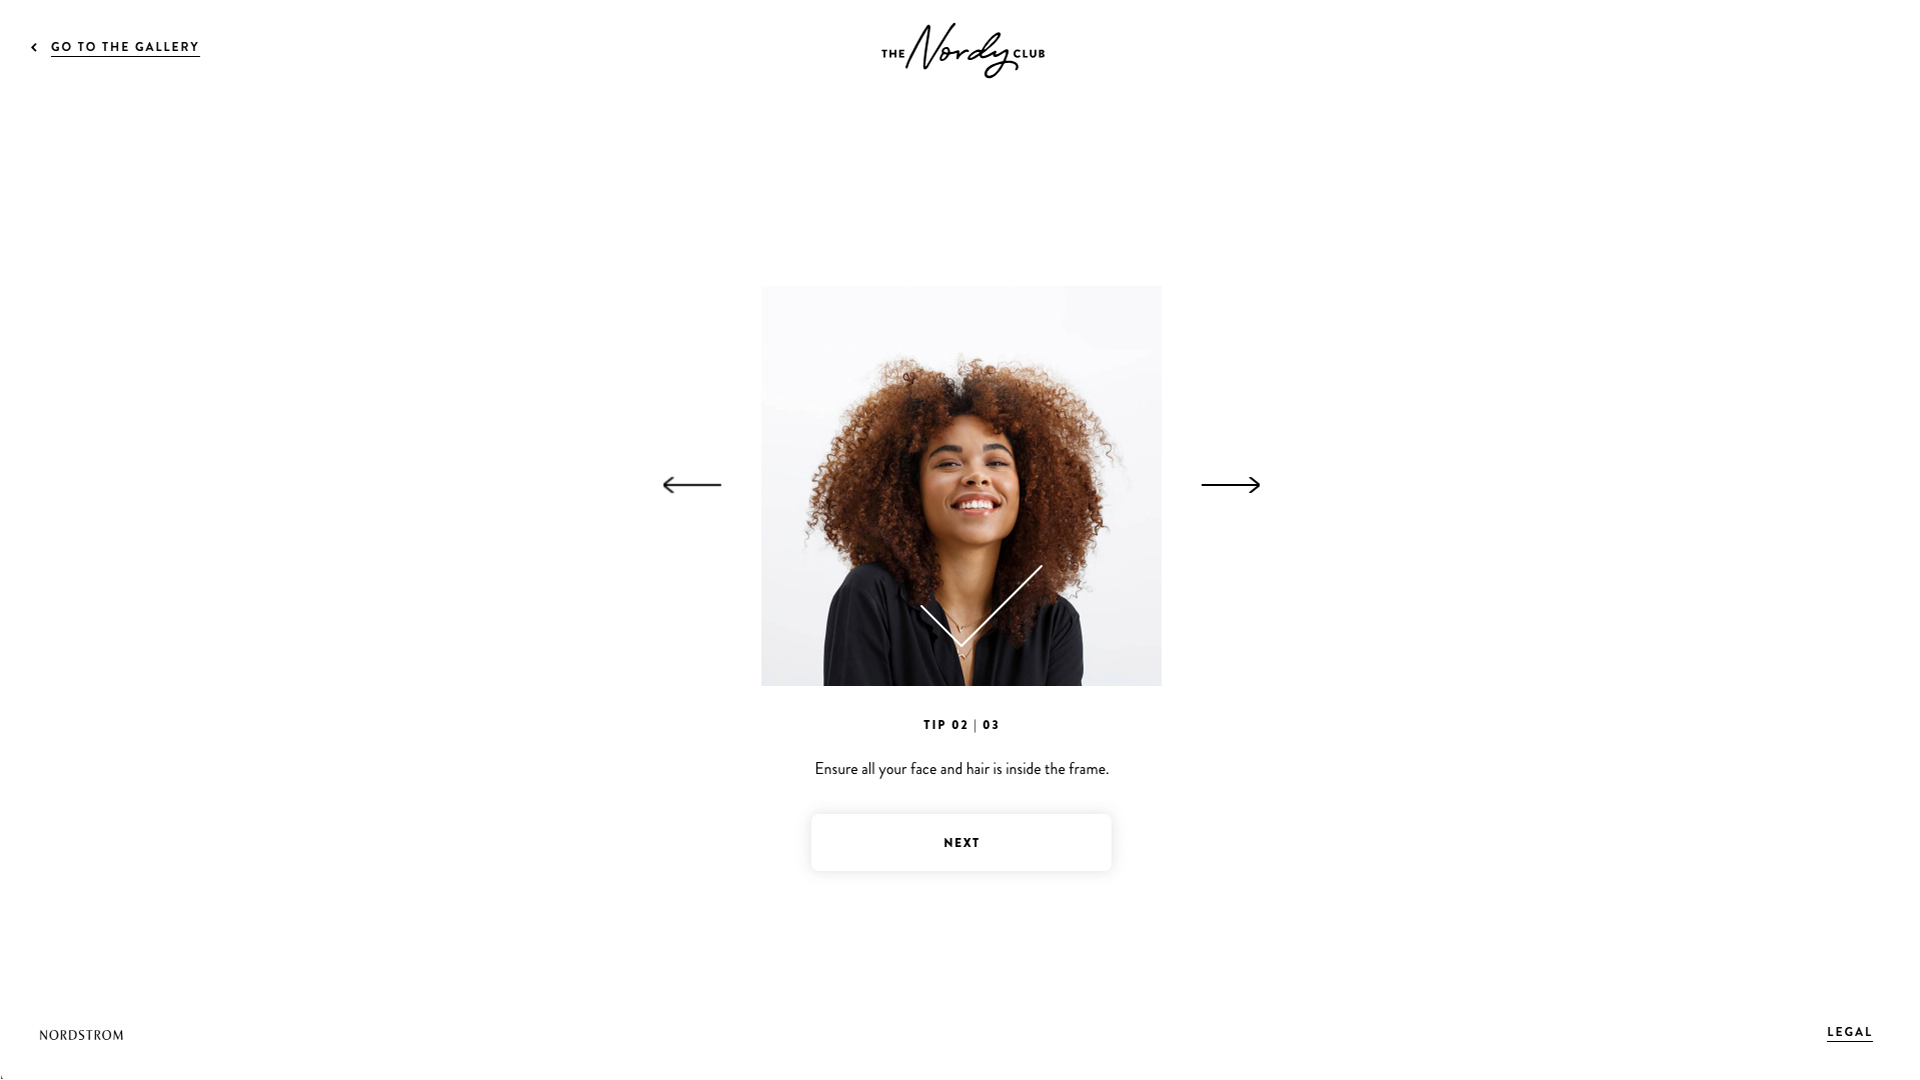 GO TO THE GALLERY
THE Nordy CLUB
TIP 02 | 03
Ensure all your face and hair is inside the frame.
NEXT
NORDSTROM
LEGAL